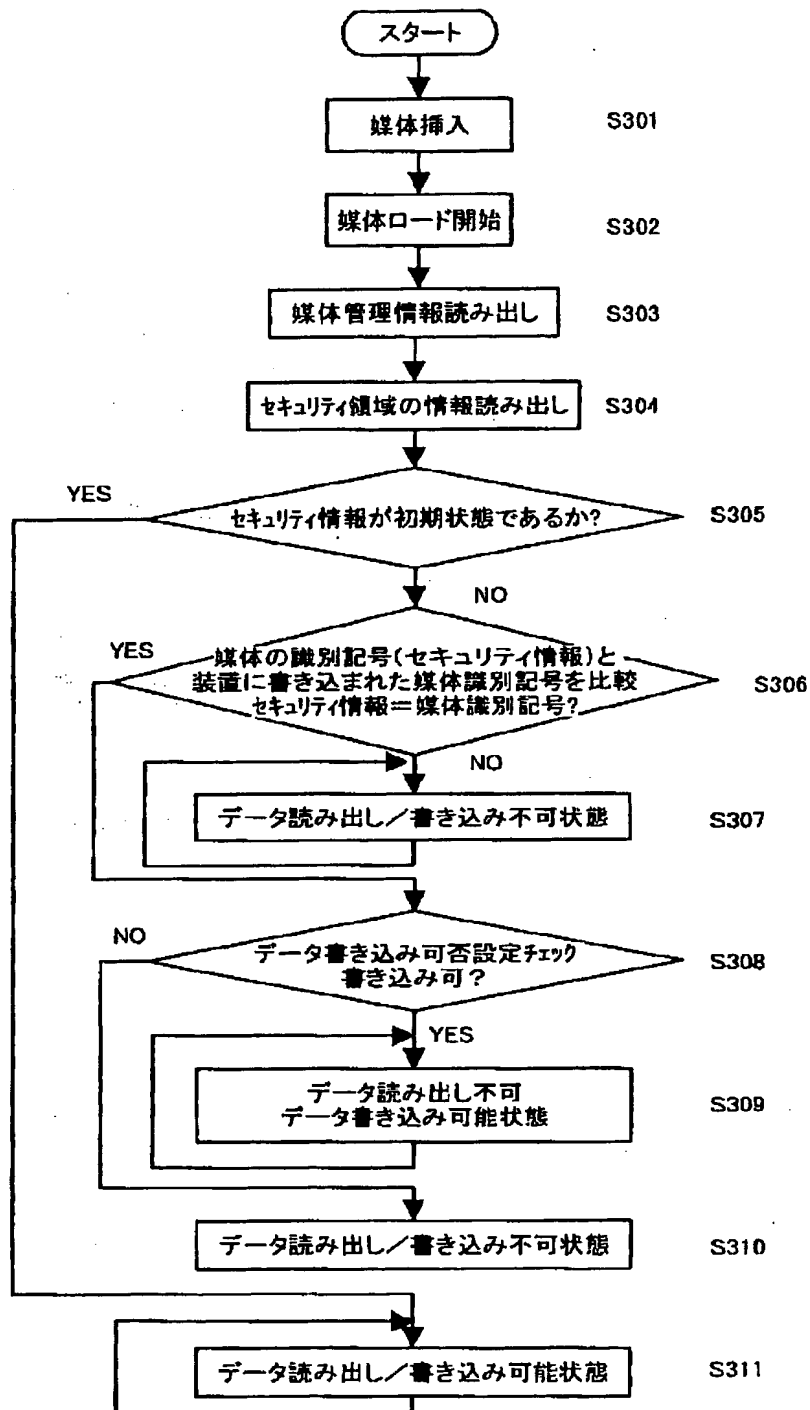 スタート
媒体挿入 S301
媒体ロード開始 S302
媒体管理情報読み出し S303
セキュリティ領域の情報読み出し S304
YES
セキュリティ情報が初期状態であるか? S305
NO
YES
媒体の識別記号(セキュリティ情報)と
装置に書き込まれた媒体識別記号を比較
セキュリティ情報=媒体識別記号? S306
NO
データ読み出し/書き込み不可状態 S307
NO
データ書き込み可否設定チェック
書き込み可? S308
YES
データ読み出し不可
データ書き込み可能状態 S309
データ読み出し/書き込み不可状態 S310
データ読み出し/書き込み可能状態 S311